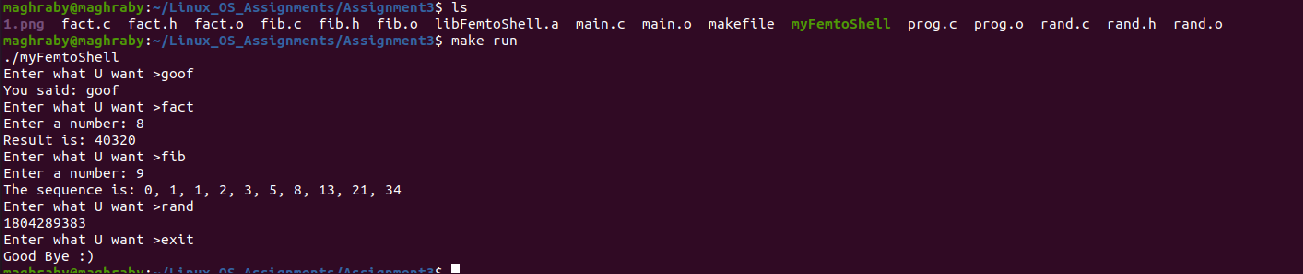 maghraby@maghraby:~/Linux_OS_Assignments/Assignment3$ ls
1.png fact.c fact.h fact.o fib.c fib.h fib.o libFemtoShell.a main.c main.o makefile myFemtoShell prog.c prog.o rand.c rand.h rand.o
maghraby@maghraby:~/Linux_OS_Assignments/Assignment3$ make run
./myFemtoShell
Enter what U want >goof
You said: goof
Enter what U want >fact
Enter a number: 8
Result is: 40320
Enter what U want >fib
Enter a number: 9
The sequence is: 0, 1, 1, 2, 3, 5, 8, 13, 21, 34
Enter what U want >rand
1804289383
Enter what U want >exit
Good Bye :)
maghraby@maghraby:~/Linux_OS_Assignments/Assignment3$